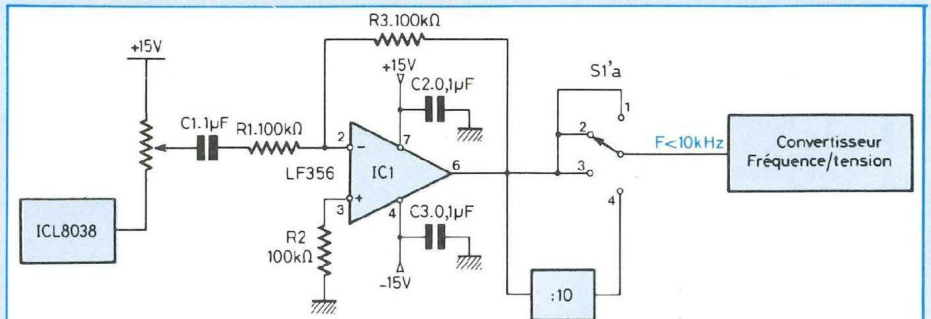 R3.100kΩ
+15V
+15V
S1'a
C2.0,1µF
1
C1.1µF
R1.100kΩ
7
2
F<10kHz
Convertisseur
Fréquence/tension
2
−
6
LF356
IC1
3
3
+
4
4
C3.0,1µF
ICL8038
R2
100kΩ
−15V
:10